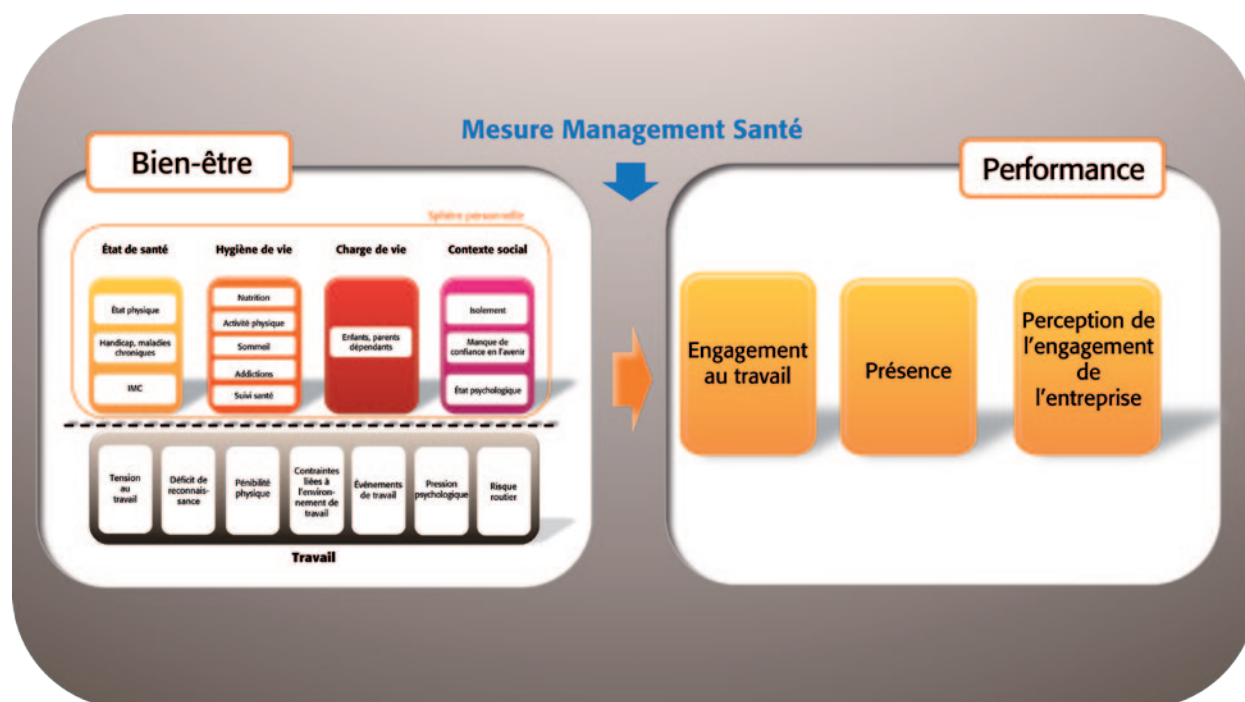 Mesure Management Santé
Bien-être
Sphère personnelle
État de santé
État physique
Handicap, maladies
chroniques
IMC
Hygiène de vie
Nutrition
Activité physique
Sommeil
Addictions
Suivi santé
Charge de vie
Enfants, parents
dépendants
Contexte social
Isolement
Manque de
confiance en l'avenir
État psychologique
Tension
au
travail
Déficit de
reconnais-
sance
Pénibilité
physique
Contraintes
liées à
l'environ-
nement de
travail
Événements
de travail
Pression
psychologique
Risque
routier
Travail
Performance
Engagement
au travail
Présence
Perception de
l'engagement
de
l'entreprise